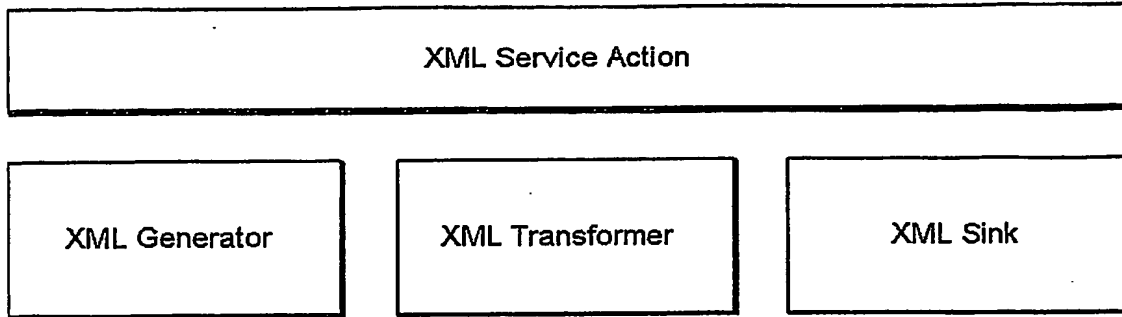 XML Service Action
XML Generator
XML Transformer
XML Sink